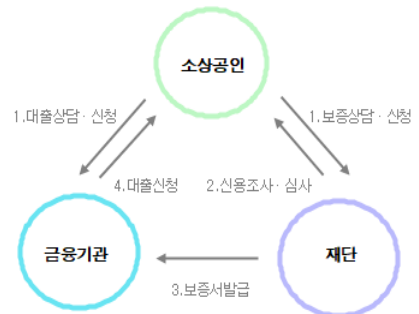 소상공인
1.대출상담 · 신청
1.보증상담 · 신청
4.대출신청
2.신용조사 · 심사
금융기관
재단
3.보증서발급